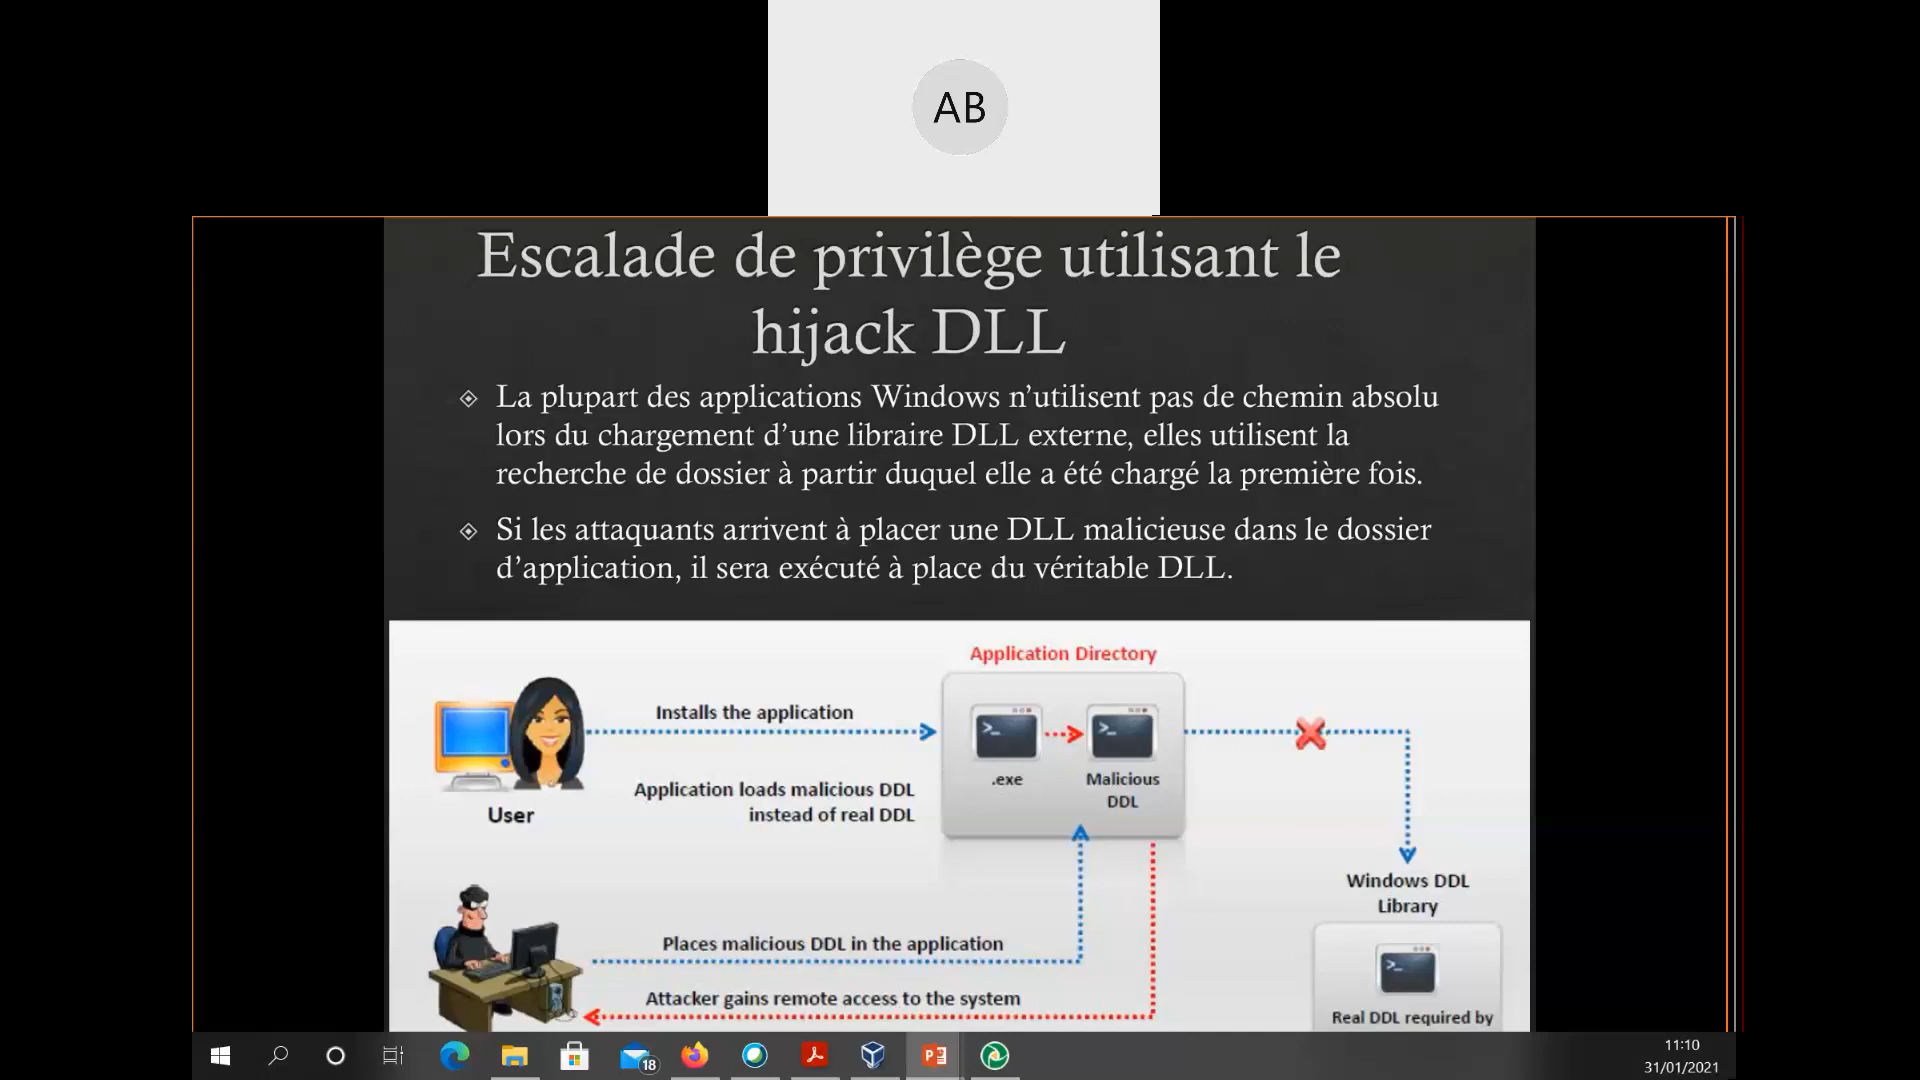 AB
Escalade de privilège utilisant le
hijack DLL
La plupart des applications Windows n’utilisent pas de chemin absolu
lors du chargement d’une libraire DLL externe, elles utilisent la
recherche de dossier à partir duquel elle a été chargé la première fois.
Si les attaquants arrivent à placer une DLL malicieuse dans le dossier
d’application, il sera exécuté à place du véritable DLL.
Application Directory
Installs the application
.exe
Malicious
DDL
Application loads malicious DDL
instead of real DDL
User
Windows DDL
Library
Places malicious DDL in the application
Attacker gains remote access to the system
Real DDL required by
18
11:10
31/01/2021